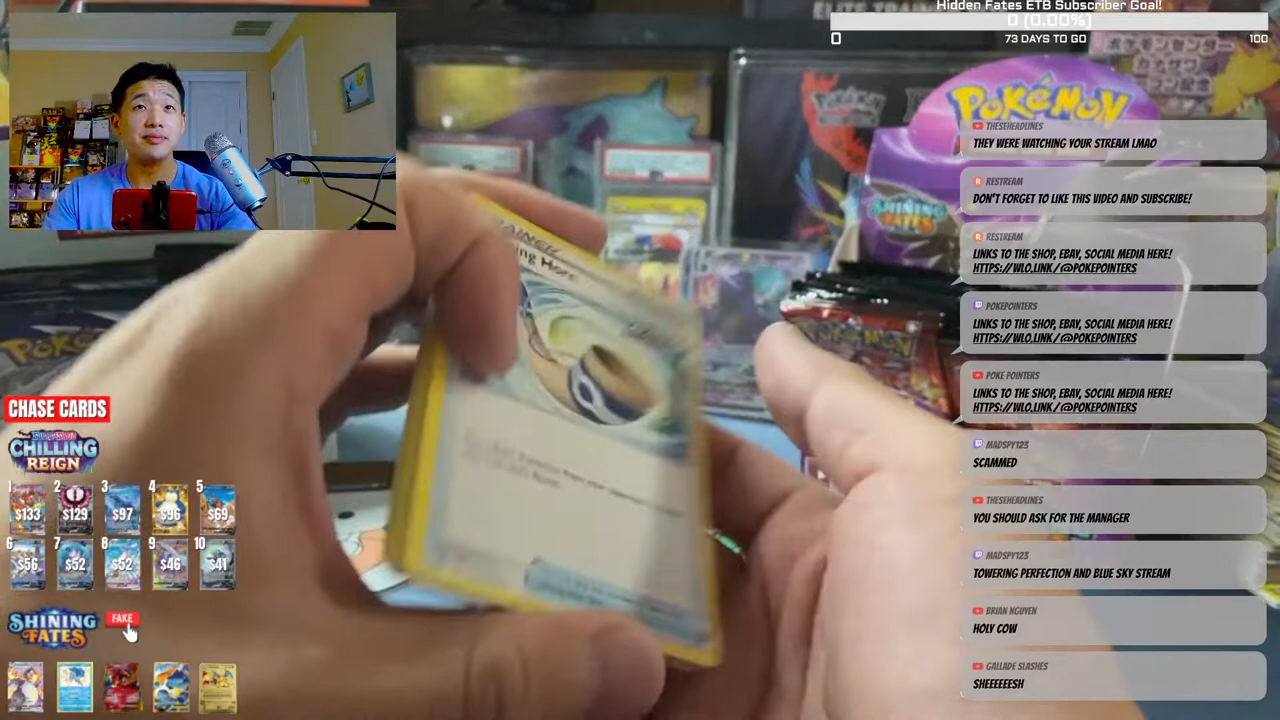 Hidden Fates ETB Subscriber Goal!
0 (0.00%)
0
73 DAYS TO GO
100
POKÉMON
SHINING
FATES
THESEHEADLINES
THEY WERE WATCHING YOUR STREAM LMAO
RESTREAM
DON'T FORGET TO LIKE THIS VIDEO AND SUBSCRIBE!
RESTREAM
LINKS TO THE SHOP, EBAY, SOCIAL MEDIA HERE!
HTTPS://WLO.LINK/@POKEPOINTERS
POKEPOINTERS
LINKS TO THE SHOP, EBAY, SOCIAL MEDIA HERE!
HTTPS://WLO.LINK/@POKEPOINTERS
POKE POINTERS
LINKS TO THE SHOP, EBAY, SOCIAL MEDIA HERE!
HTTPS://WLO.LINK/@POKEPOINTERS
MADSPY123
SCAMMED
THESEHEADLINES
YOU SHOULD ASK FOR THE MANAGER
MADSPY123
TOWERING PERFECTION AND BLUE SKY STREAM
BRIAN NGUYEN
HOLY COW
GALLADE SLASHES
SHEEEEEESH
POKÉMON
CHASE CARDS
CHILLING
REIGN
1 2 3 4 5
$133 $129 $97 $96 $69
6 7 8 9 10
$56 $52 $52 $46 $41
SHINING
FATES
FAKE